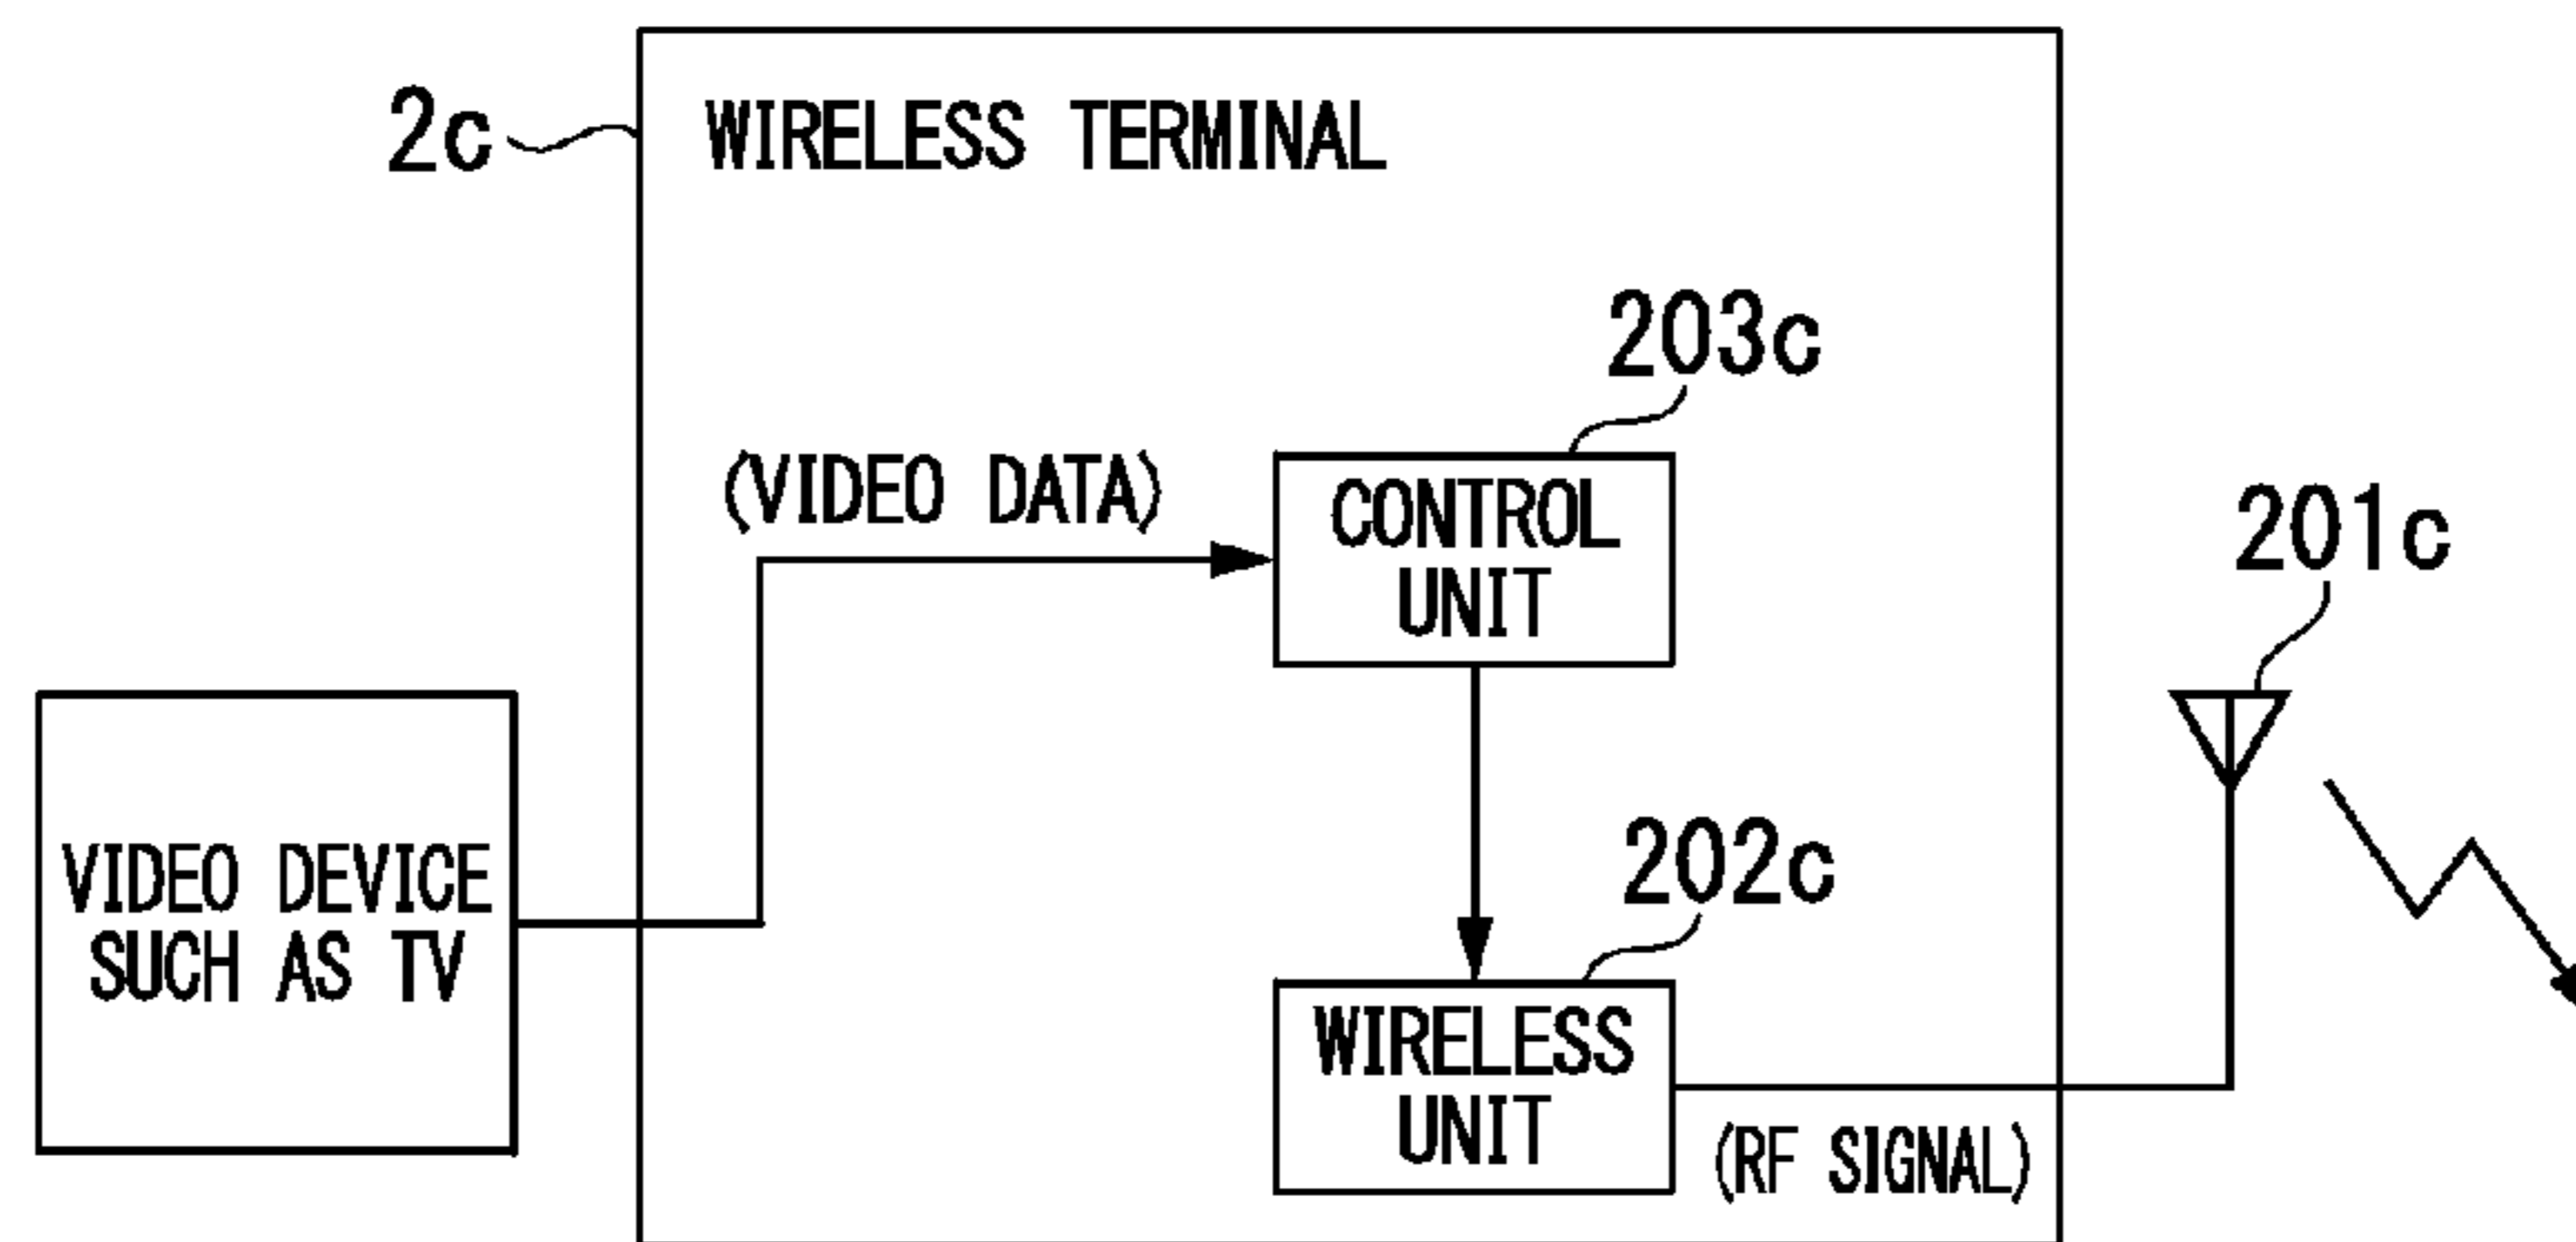 2c
WIRELESS TERMINAL
203c
(VIDEO DATA)
CONTROL
UNIT
201c
VIDEO DEVICE
SUCH AS TV
202c
WIRELESS
UNIT
(RF SIGNAL)